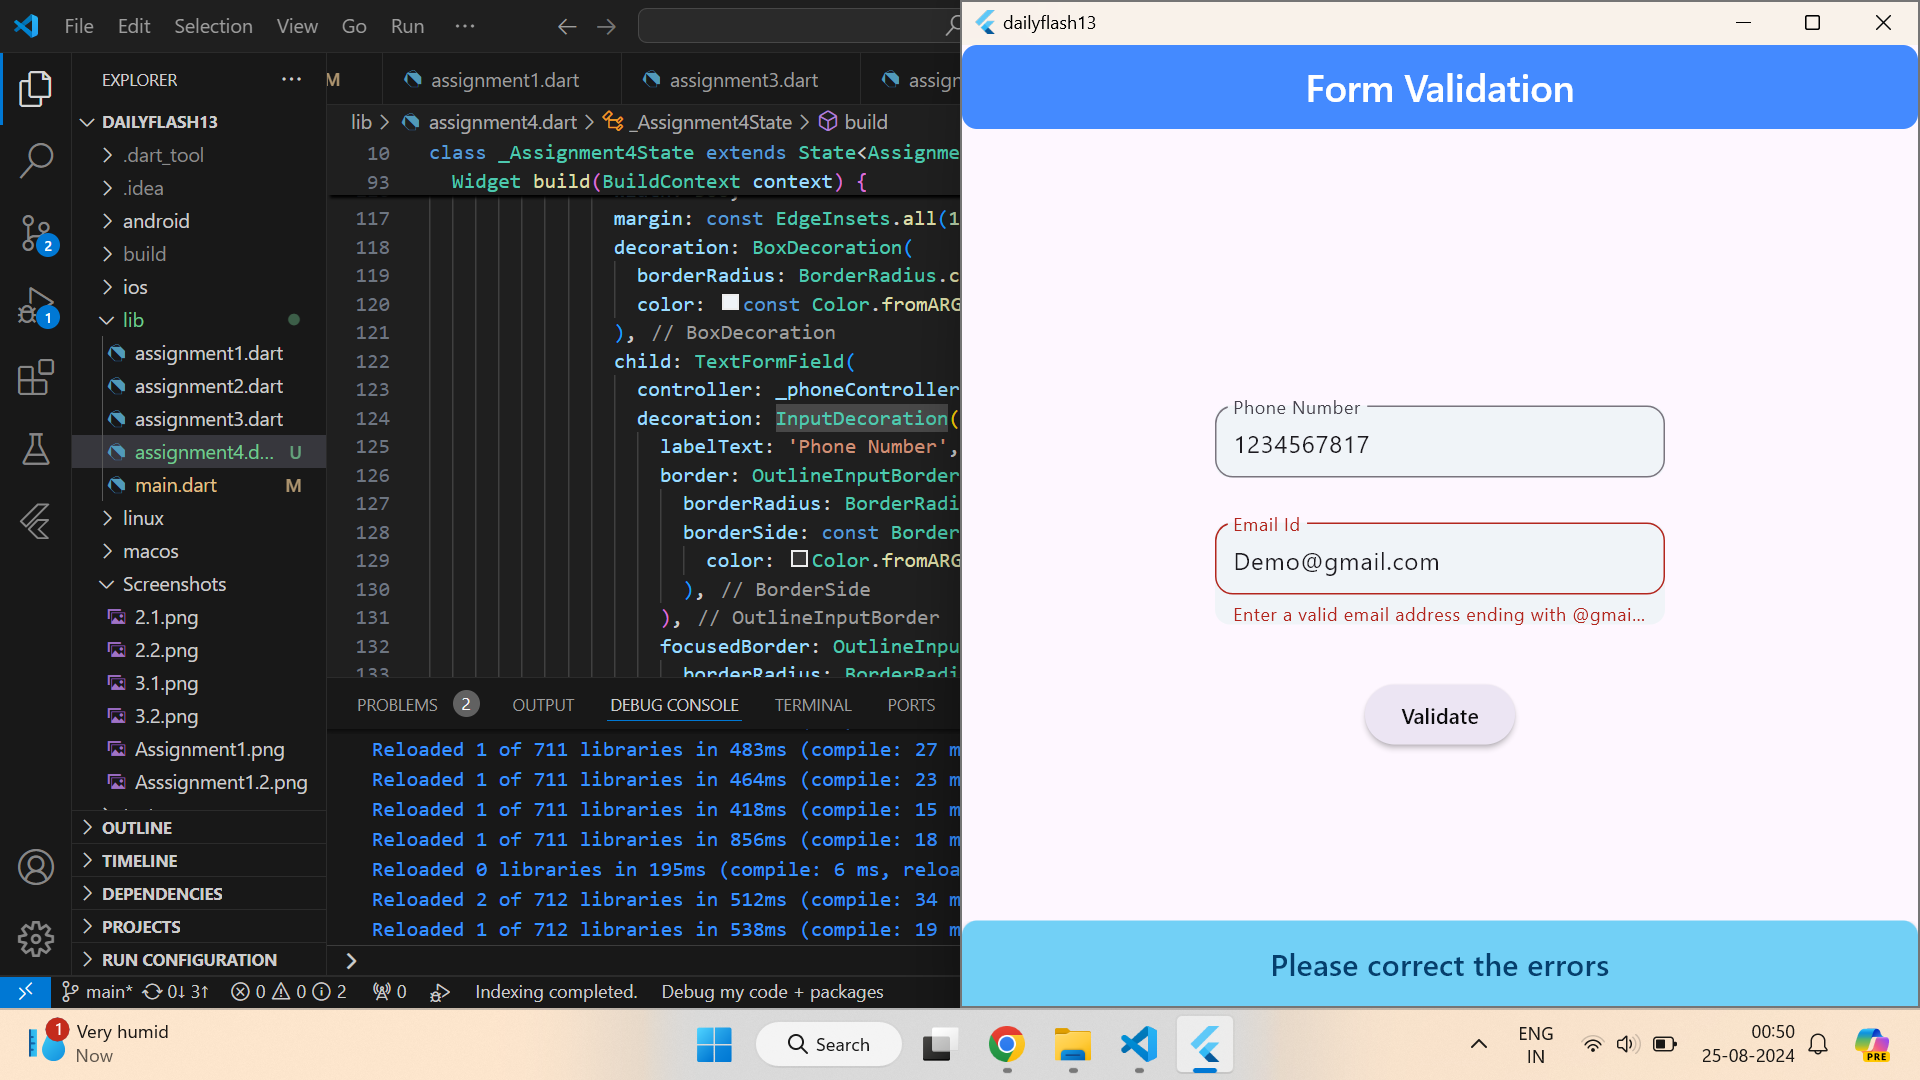 File Edit Selection View Go Run ···
EXPLORER ···
DAILYFLASH13
.dart_tool
.idea
android
build
ios
lib
assignment1.dart
assignment2.dart
assignment3.dart
assignment4.d... U
main.dart M
linux
macos
Screenshots
2.1.png
2.2.png
3.1.png
3.2.png
Assignment1.png
Asssignment1.2.png
OUTLINE
TIMELINE
DEPENDENCIES
PROJECTS
RUN CONFIGURATION
2
1
M assignment1.dart assignment3.dart assign
lib > assignment4.dart > _Assignment4State > build
10 class _Assignment4State extends State<Assignme
93 Widget build(BuildContext context) {
117 margin: const EdgeInsets.all(1
118 decoration: BoxDecoration(
119 borderRadius: BorderRadius.c
120 color: const Color.fromARG
121 ), // BoxDecoration
122 child: TextFormField(
123 controller: _phoneController
124 decoration: InputDecoration(
125 labelText: 'Phone Number',
126 border: OutlineInputBorder
127 borderRadius: BorderRadi
128 borderSide: const Border
129 color: Color.fromARG
130 ), // BorderSide
131 ), // OutlineInputBorder
132 focusedBorder: OutlineInpu
133 borderRadius: BorderRadi
PROBLEMS 2 OUTPUT DEBUG CONSOLE TERMINAL PORTS
Reloaded 1 of 711 libraries in 483ms (compile: 27 m
Reloaded 1 of 711 libraries in 464ms (compile: 23 m
Reloaded 1 of 711 libraries in 418ms (compile: 15 m
Reloaded 1 of 711 libraries in 856ms (compile: 18 m
Reloaded 0 libraries in 195ms (compile: 6 ms, reloa
Reloaded 2 of 712 libraries in 512ms (compile: 34 m
Reloaded 1 of 712 libraries in 538ms (compile: 19 m
>
main* 0↓ 3↑ 0 0 2 0 Indexing completed. Debug my code + packages
dailyflash13
Form Validation
Phone Number
1234567817
Email Id
Demo@gmail.com
Enter a valid email address ending with @gmai...
Validate
Please correct the errors
1
Very humid
Now
Search
ENG
IN
00:50
25-08-2024
PRE